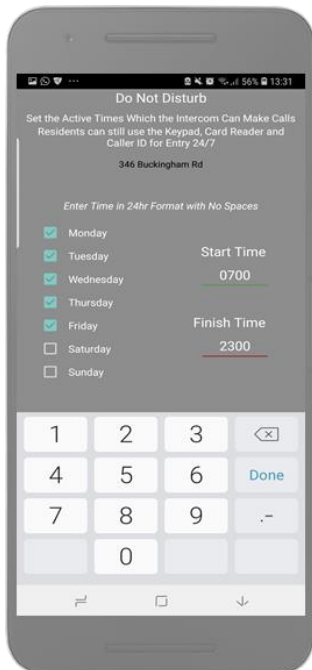 56% 13:31
Do Not Disturb
Set the Active Times Which the Intercom Can Make Calls
Residents can still use the Keypad, Card Reader and
Caller ID for Entry 24/7
346 Buckingham Rd
Enter Time in 24hr Format with No Spaces
Monday
Tuesday
Wednesday
Thursday
Friday
Saturday
Sunday
Start Time
0700
Finish Time
2300
1 2 3
4 5 6 Done
7 8 9 .-
0